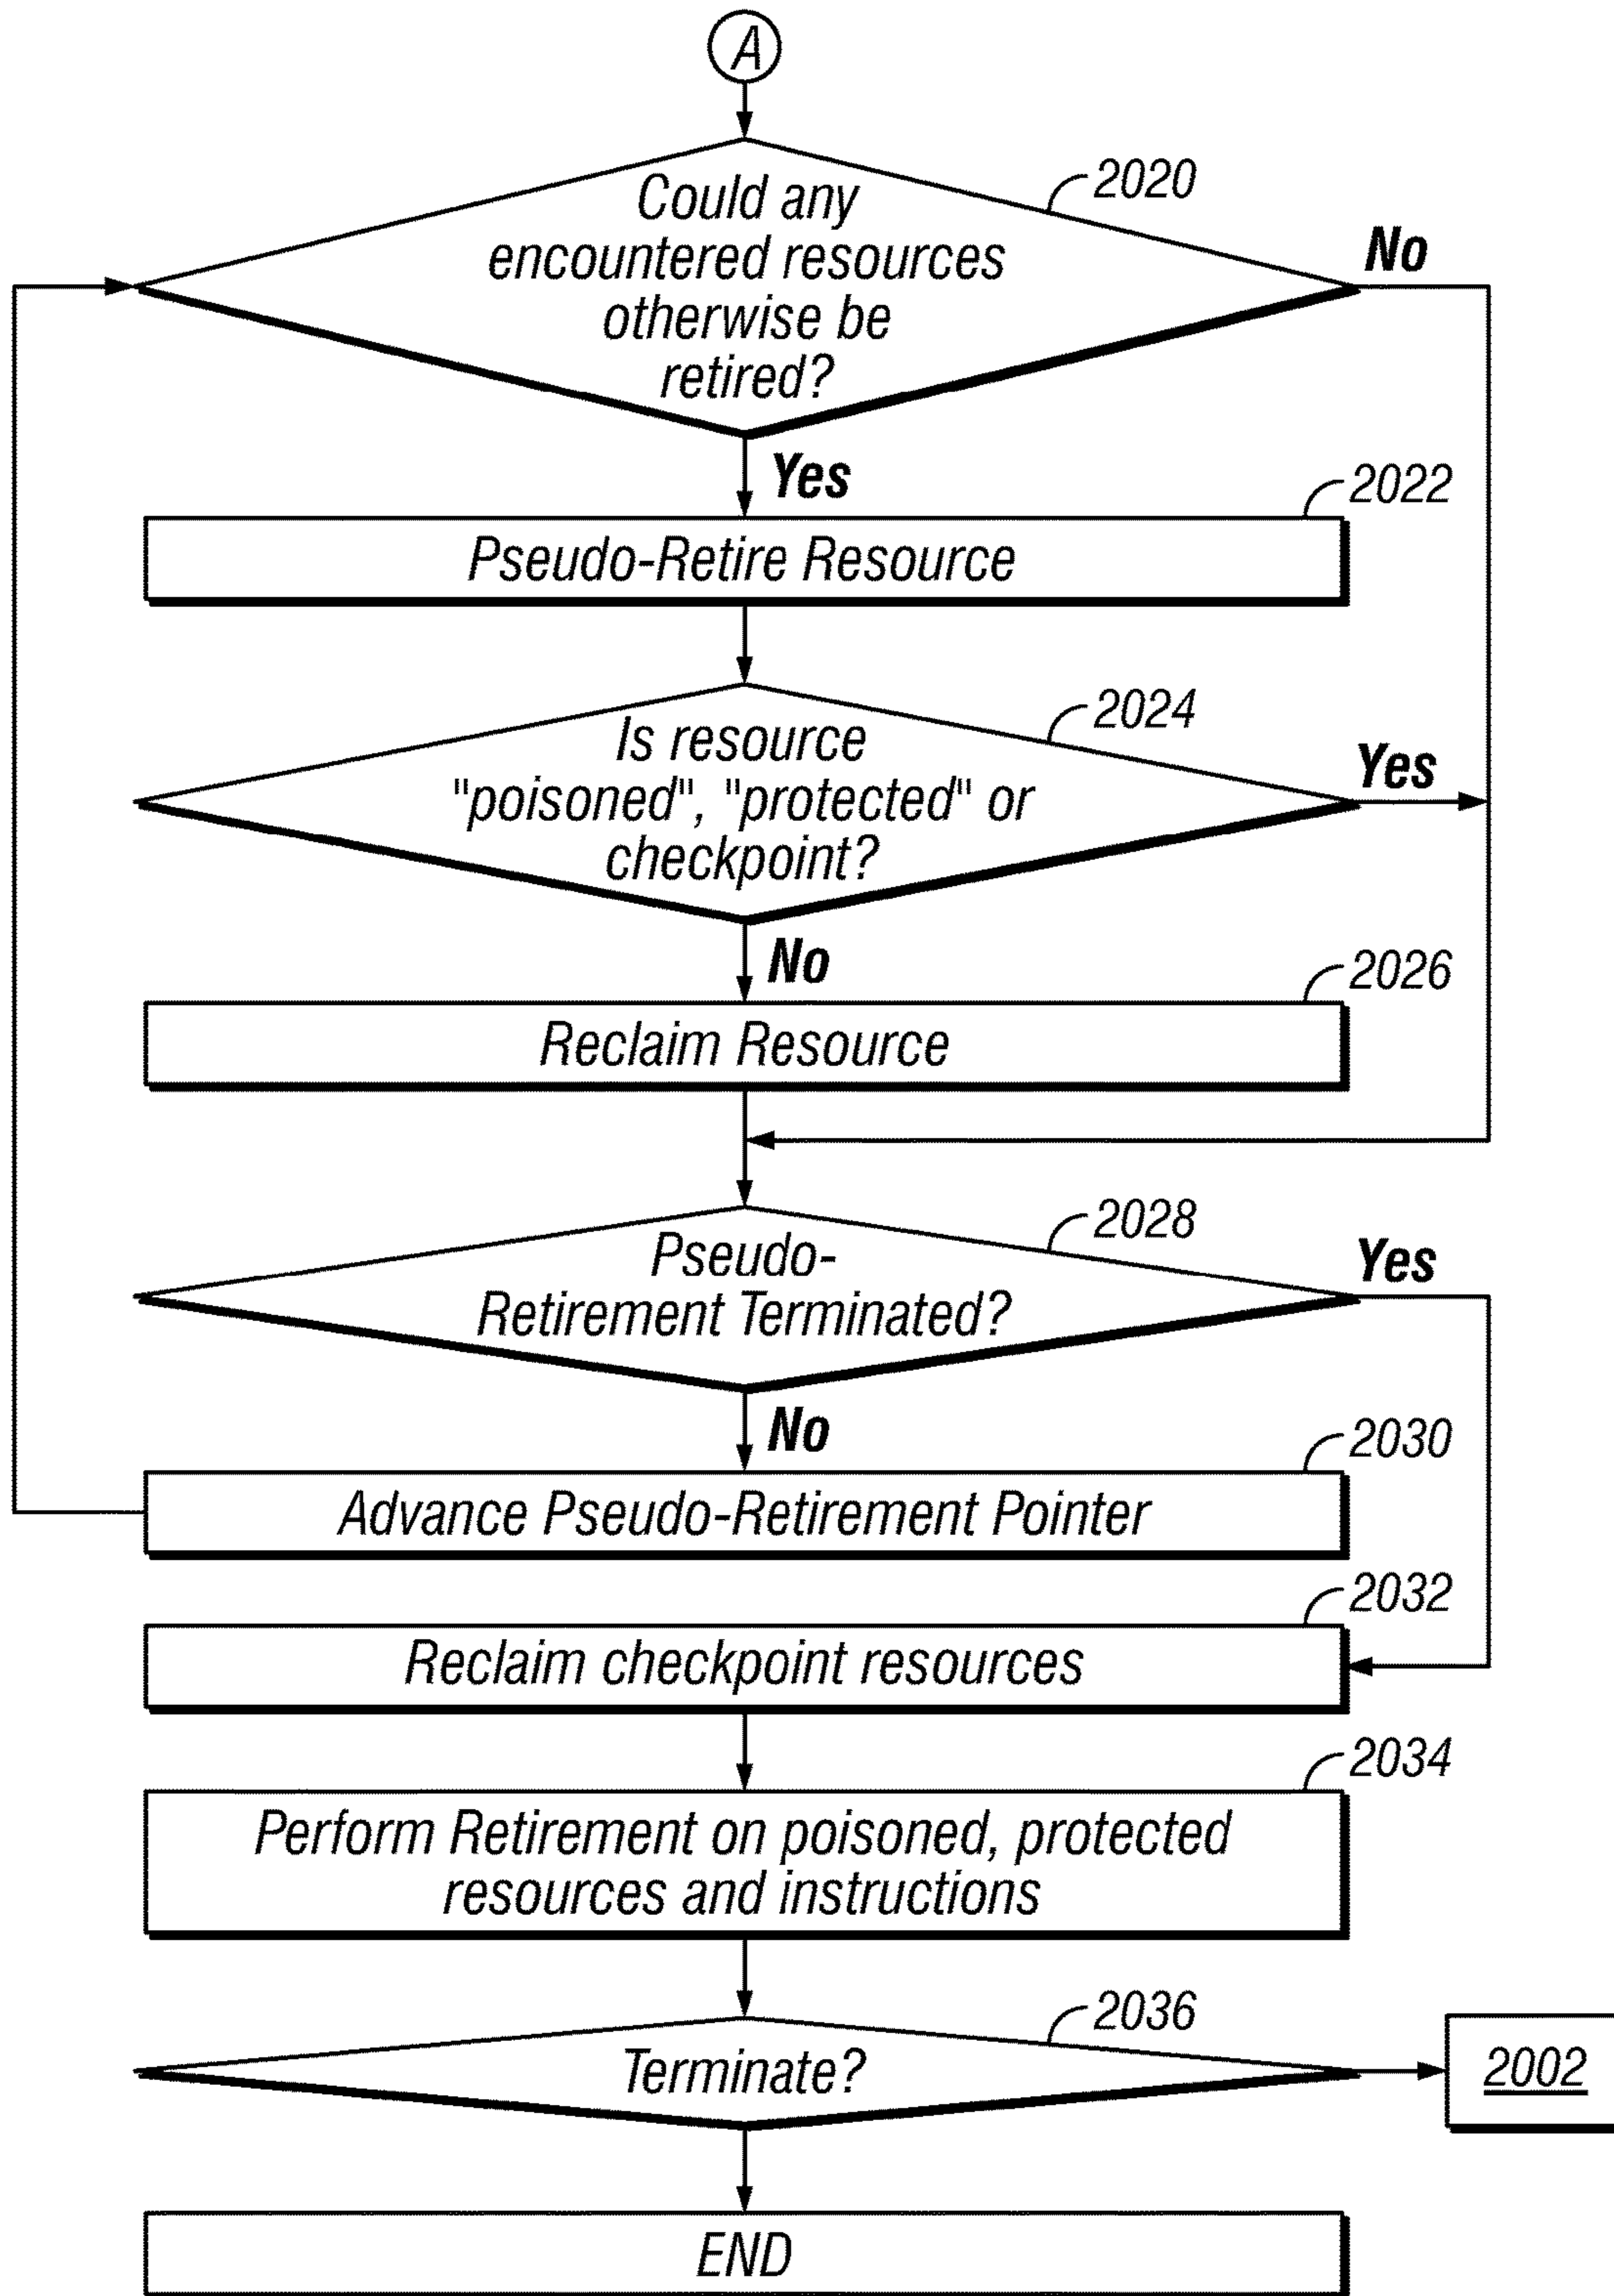 A
2020
Could any
encountered resources
otherwise be
retired?
No
Yes
2022
Pseudo-Retire Resource
2024
Is resource
"poisoned", "protected" or
checkpoint?
Yes
No
2026
Reclaim Resource
2028
Pseudo-
Retirement Terminated?
Yes
No
2030
Advance Pseudo-Retirement Pointer
2032
Reclaim checkpoint resources
2034
Perform Retirement on poisoned, protected
resources and instructions
2036
Terminate?
2002
END